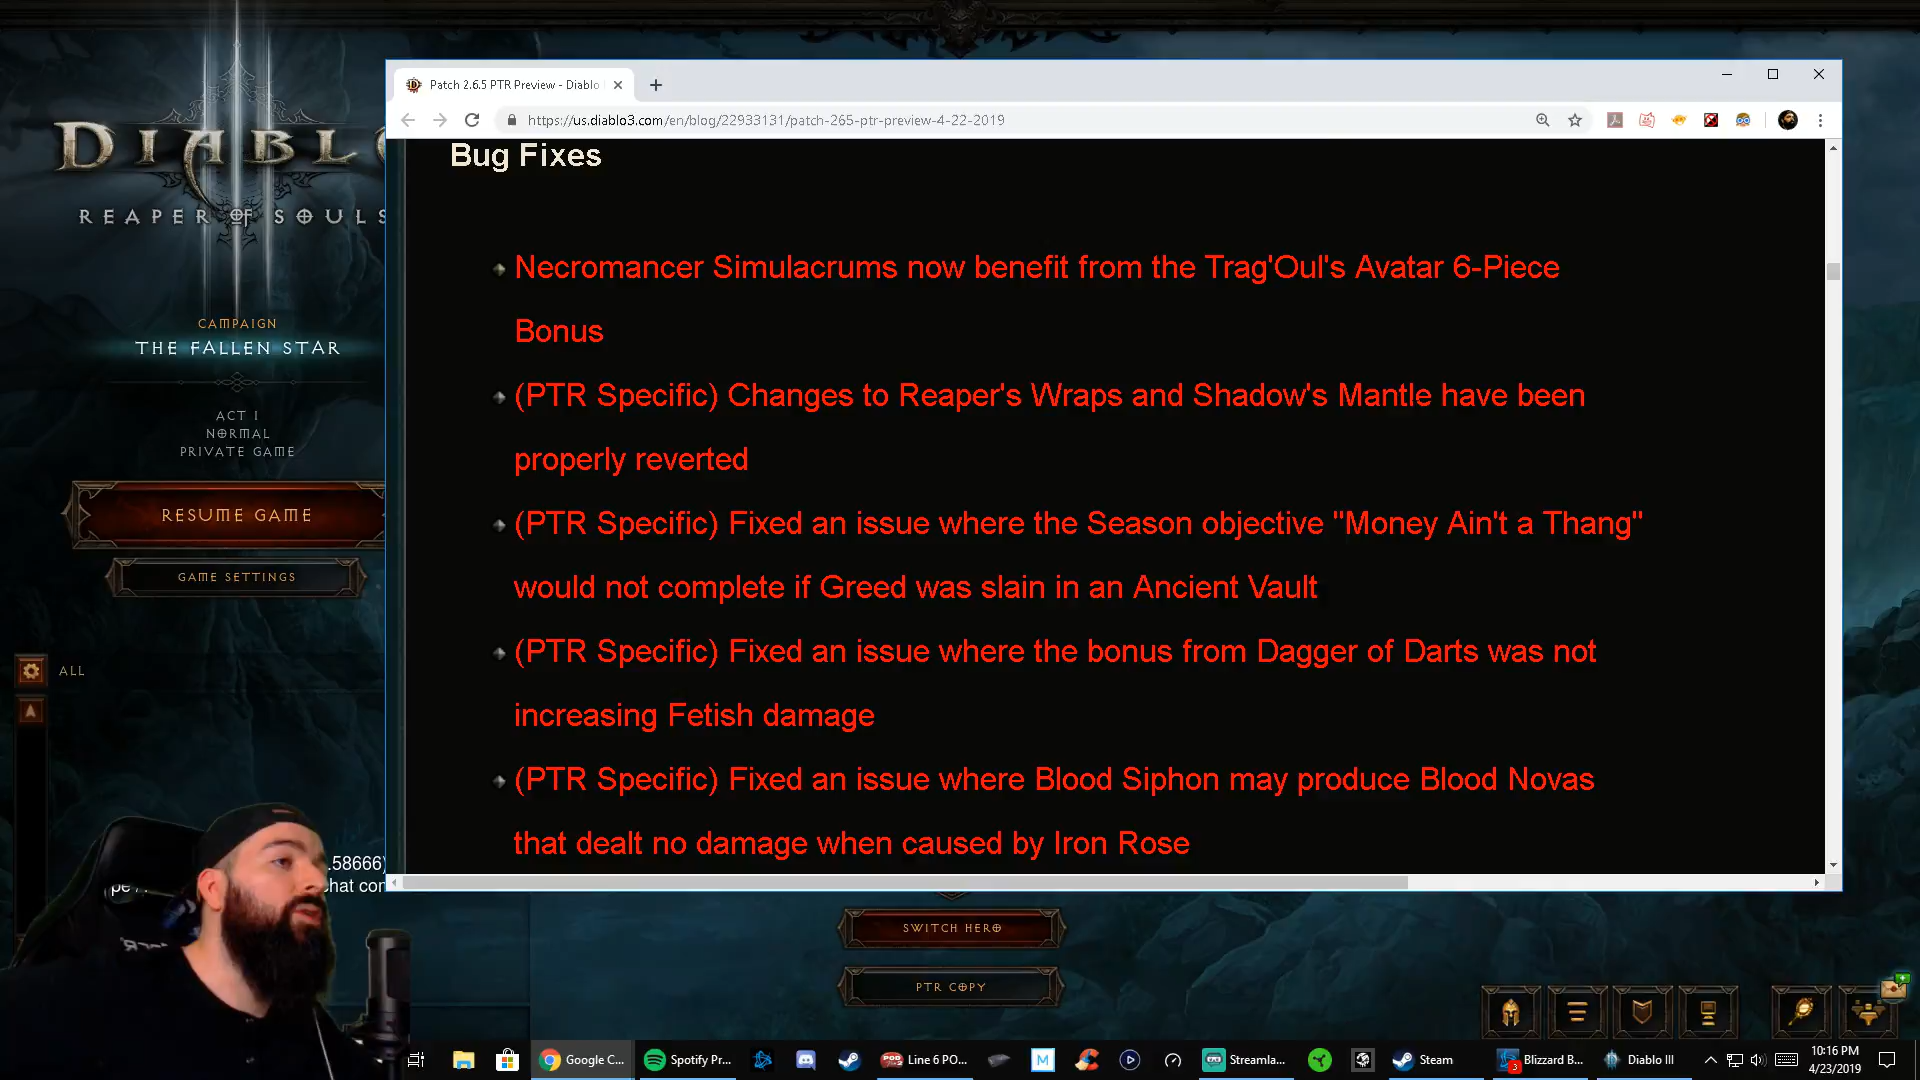 Patch 2.6.5 PTR Preview - Diablo
https://us.diablo3.com/en/blog/22933131/patch-265-ptr-preview-4-22-2019
DIABLO
REAPER OF SOULS
CAMPAIGN
THE FALLEN STAR
ACT I
NORMAL
PRIVATE GAME
RESUME GAME
GAME SETTINGS
ALL
Bug Fixes
Necromancer Simulacrums now benefit from the Trag'Oul's Avatar 6-Piece
Bonus
(PTR Specific) Changes to Reaper's Wraps and Shadow's Mantle have been
properly reverted
(PTR Specific) Fixed an issue where the Season objective "Money Ain't a Thang"
would not complete if Greed was slain in an Ancient Vault
(PTR Specific) Fixed an issue where the bonus from Dagger of Darts was not
increasing Fetish damage
(PTR Specific) Fixed an issue where Blood Siphon may produce Blood Novas
that dealt no damage when caused by Iron Rose
.58666)
SWITCH HERO
PTR COPY
Google C...
Spotify Pr...
Line 6 PO...
Streamla...
Steam
3
Blizzard B...
Diablo III
10:16 PM
4/23/2019